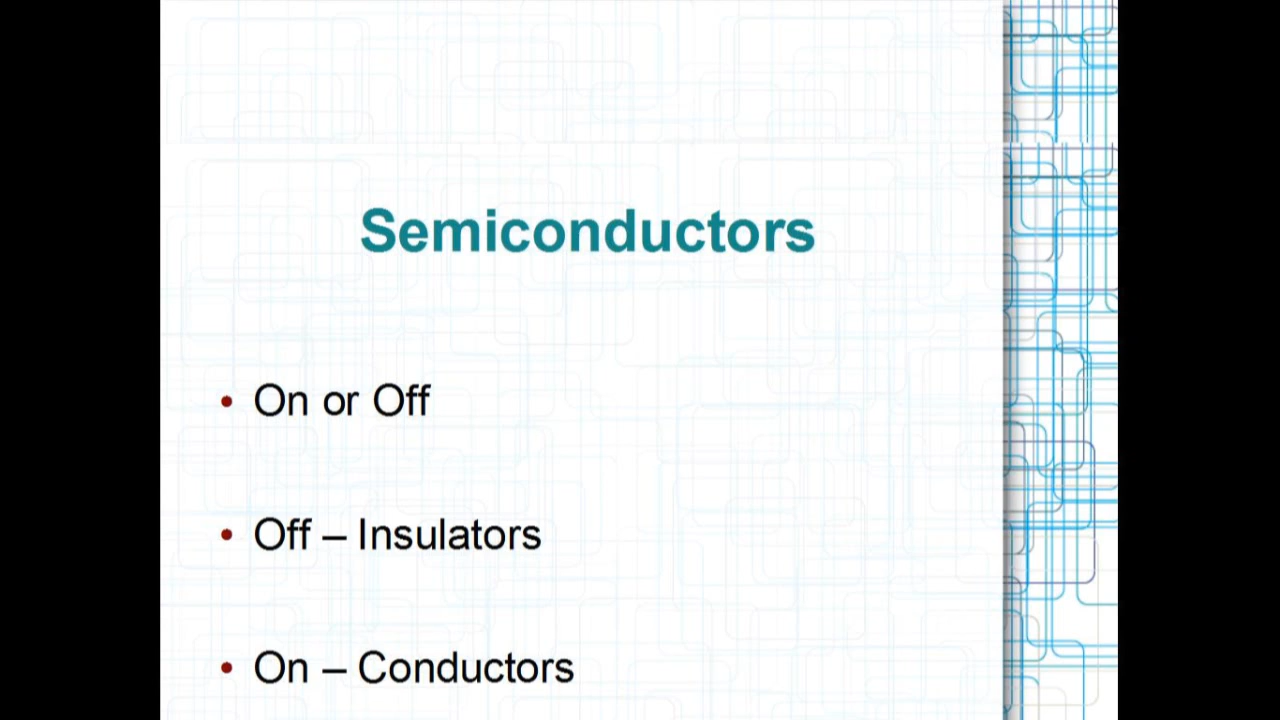 Semiconductors
• On or Off
• Off – Insulators
• On – Conductors